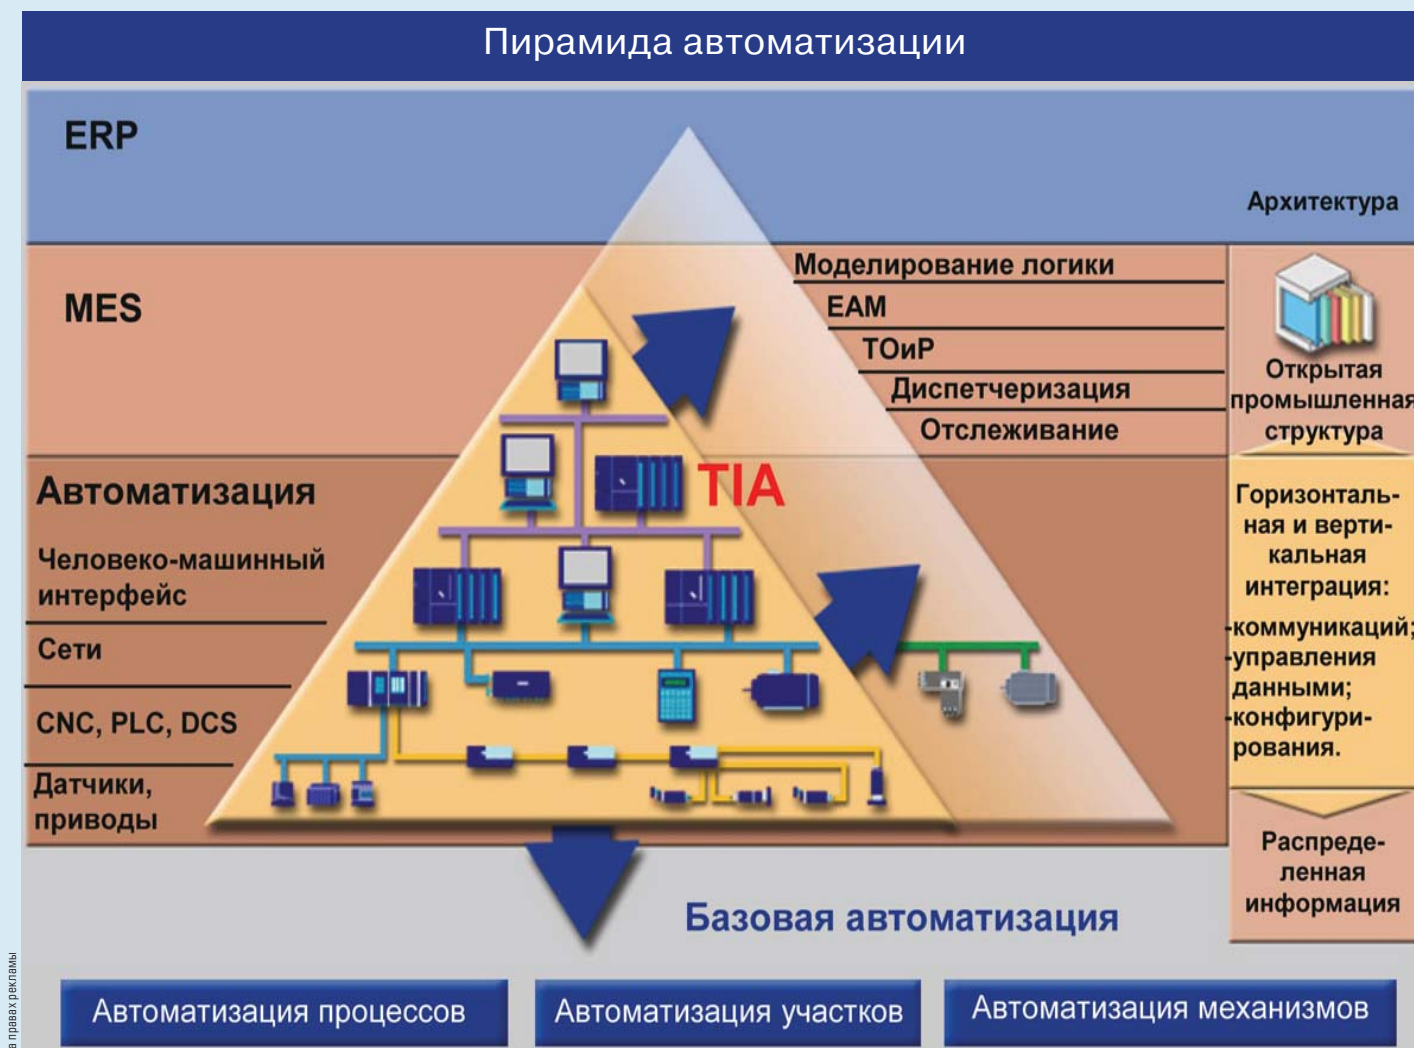 Пирамида автоматизации
ERP
Архитектура
MES
Моделирование логики
EAM
ТОиР
Диспетчеризация
Отслеживание
Открытая
промышленная
структура
TIA
Автоматизация
Человеко-машинный
интерфейс
Сети
CNC, PLC, DCS
Датчики,
приводы
Горизонталь-
ная и верти-
кальная
интеграция:
-коммуникаций;
-управления
данными;
-конфигури-
рования.
Распреде-
ленная
информация
Базовая автоматизация
Автоматизация процессов
Автоматизация участков
Автоматизация механизмов
а правах рекламы